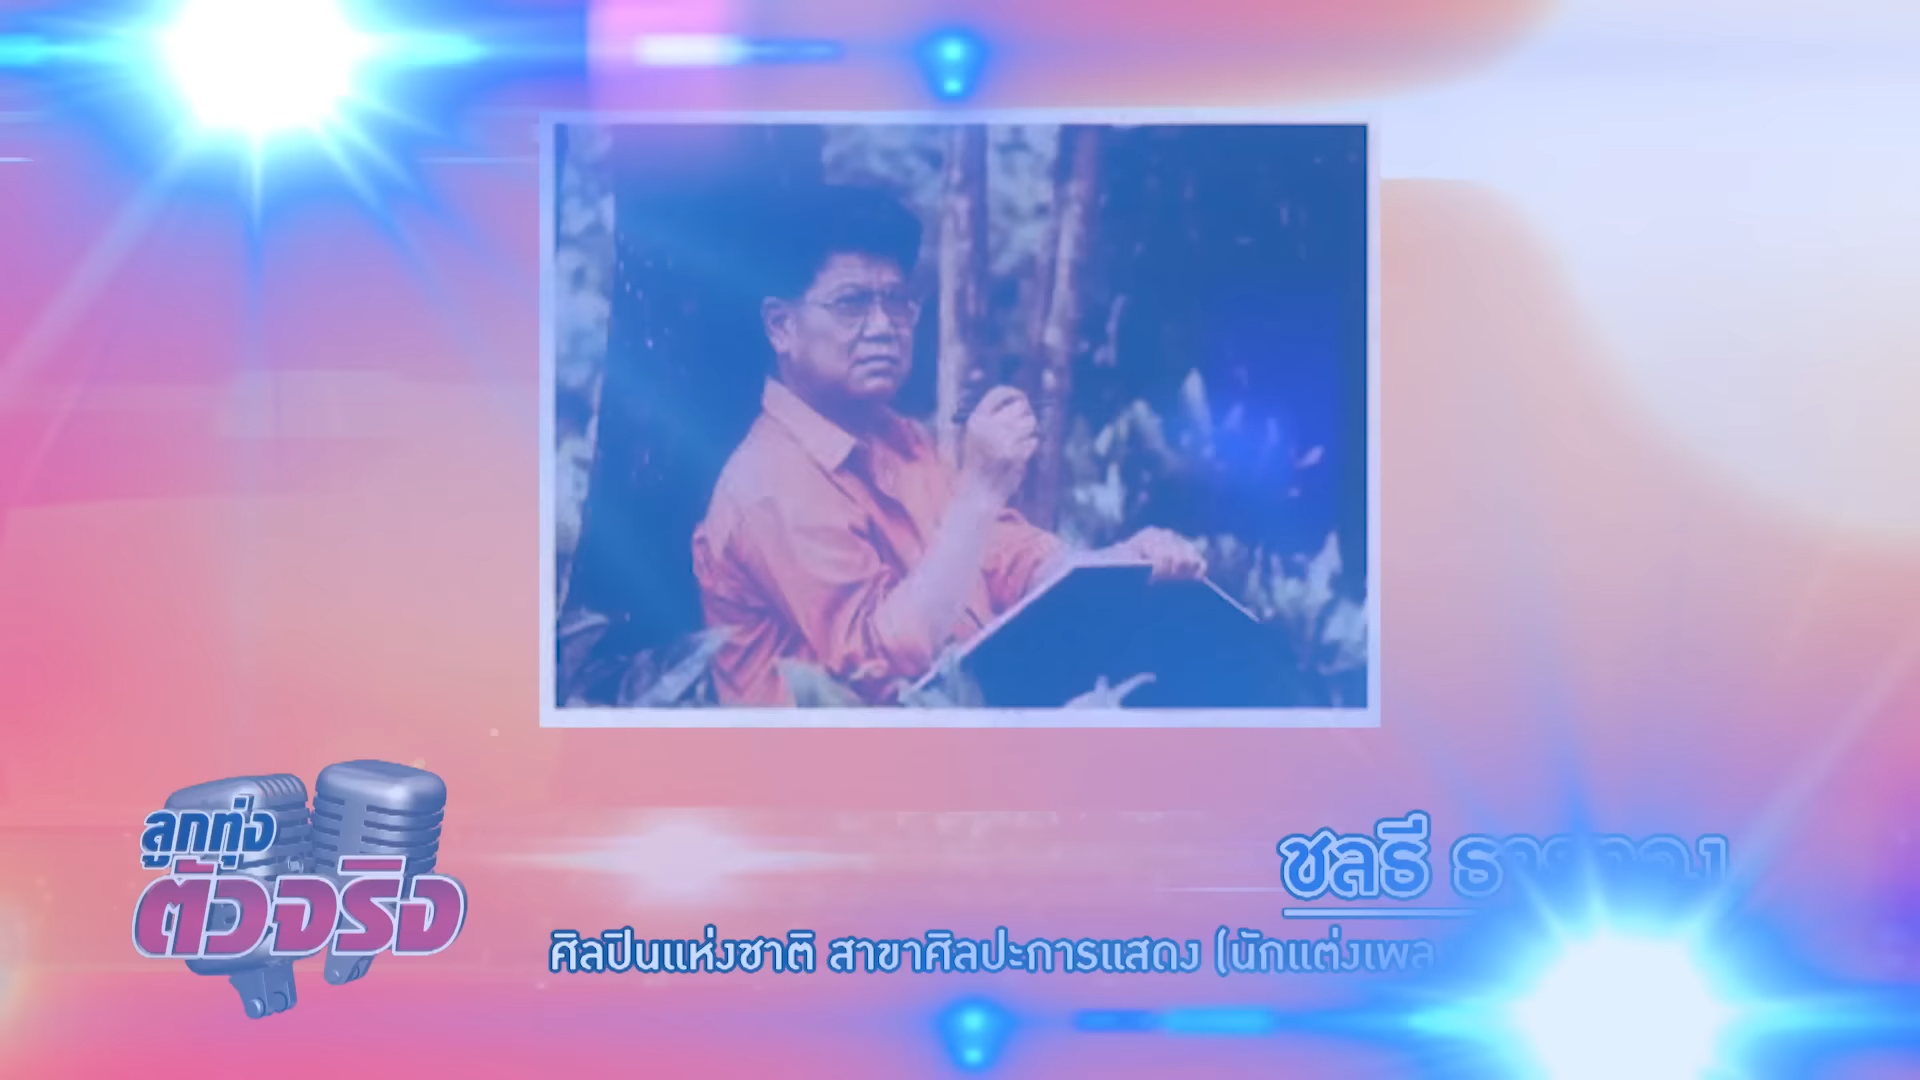 ลูกทุ่ง
ตัวจริง
ชลธี
ศิลปินแห่งชาติ สาขาศิลปะการแสดง